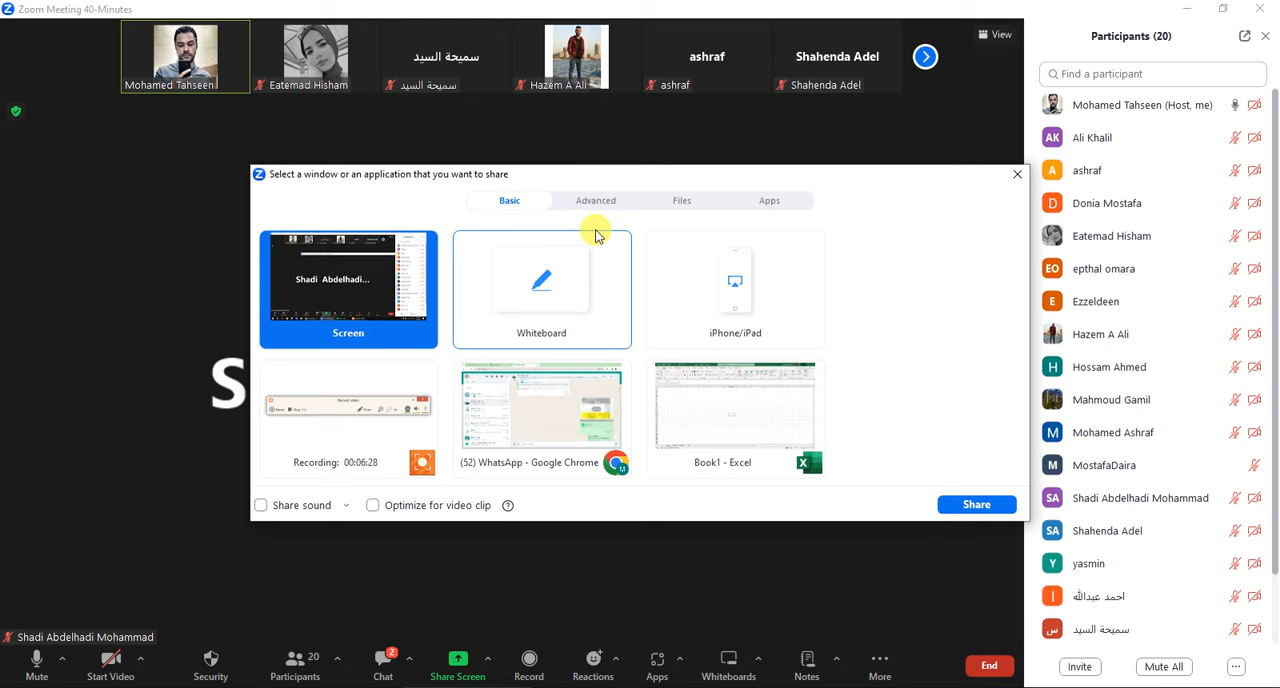 Zoom Meeting 40-Minutes
Mohamed Tahseen
Eatemad Hisham
سميحة السيد
سميحة السيد
Hazem A Ali
ashraf
ashraf
Shahenda Adel
Shahenda Adel
View
Participants (20)
Find a participant
Mohamed Tahseen (Host, me)
AK Ali Khalil
A ashraf
D Donia Mostafa
Eatemad Hisham
EO epthal omara
E Ezzeldeen
Hazem A Ali
H Hossam Ahmed
Mahmoud Gamil
M Mohamed Ashraf
M MostafaDaira
SA Shadi Abdelhadi Mohammad
SA Shahenda Adel
Y yasmin
ا احمد عبدالله
س سميحة السيد
Invite
Mute All
Select a window or an application that you want to share
Basic
Advanced
Files
Apps
Shadi Abdelhadi...
Screen
Whiteboard
iPhone/iPad
Recording: 00:06:28
(52) WhatsApp - Google Chrome
Book1 - Excel
Share sound
Optimize for video clip
Share
S
Shadi Abdelhadi Mohammad
Mute
Start Video
Security
20
Participants
2
Chat
Share Screen
Record
Reactions
Apps
Whiteboards
Notes
More
End